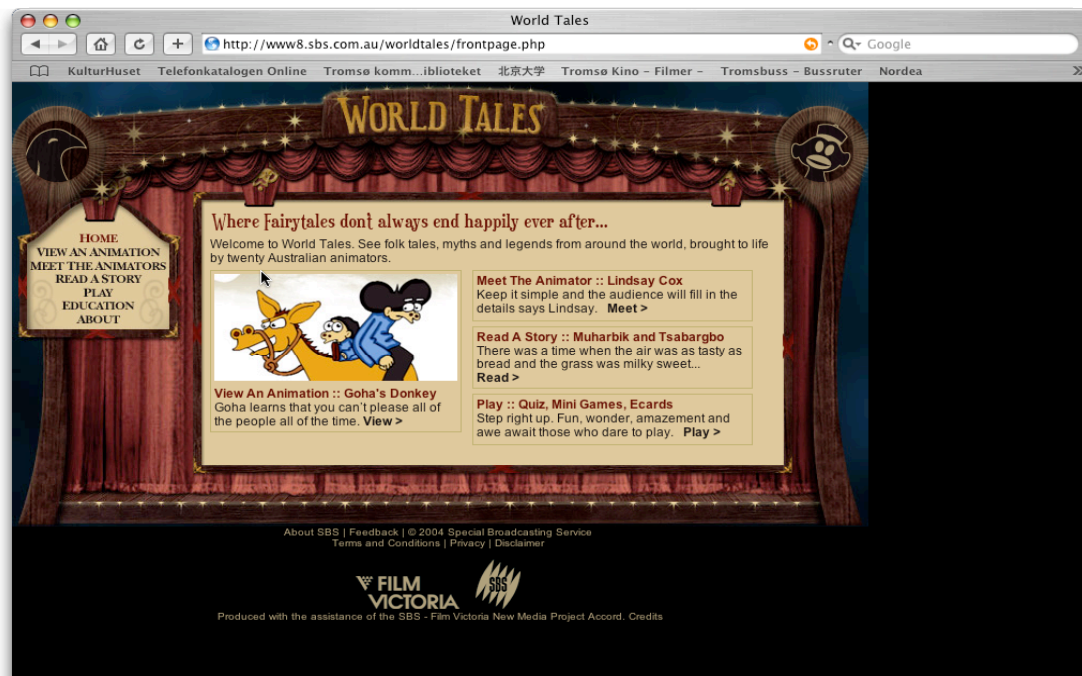 World Tales
http://www8.sbs.com.au/worldtales/frontpage.php
Google
KulturHuset Telefonkatalogen Online Tromsø komm...iblioteket 北京大学 Tromsø Kino – Filmer – Tromsbuss – Bussruter Nordea
WORLD TALES
HOME
VIEW AN ANIMATION
MEET THE ANIMATORS
READ A STORY
PLAY
EDUCATION
ABOUT
Where Fairytales don't always end happily ever after...
Welcome to World Tales. See folk tales, myths and legends from around the world, brought to life
by twenty Australian animators.
View An Animation :: Goha's Donkey
Goha learns that you can't please all of
the people all of the time. View >
Meet The Animator :: Lindsay Cox
Keep it simple and the audience will fill in the
details says Lindsay. Meet >
Read A Story :: Muharbik and Tsabargbo
There was a time when the air was as tasty as
bread and the grass was milky sweet...
Read >
Play :: Quiz, Mini Games, Ecards
Step right up. Fun, wonder, amazement and
awe await those who dare to play. Play >
About SBS | Feedback | © 2004 Special Broadcasting Service
Terms and Conditions | Privacy | Disclaimer
FILM
VICTORIA
SBS
Produced with the assistance of the SBS - Film Victoria New Media Project Accord. Credits